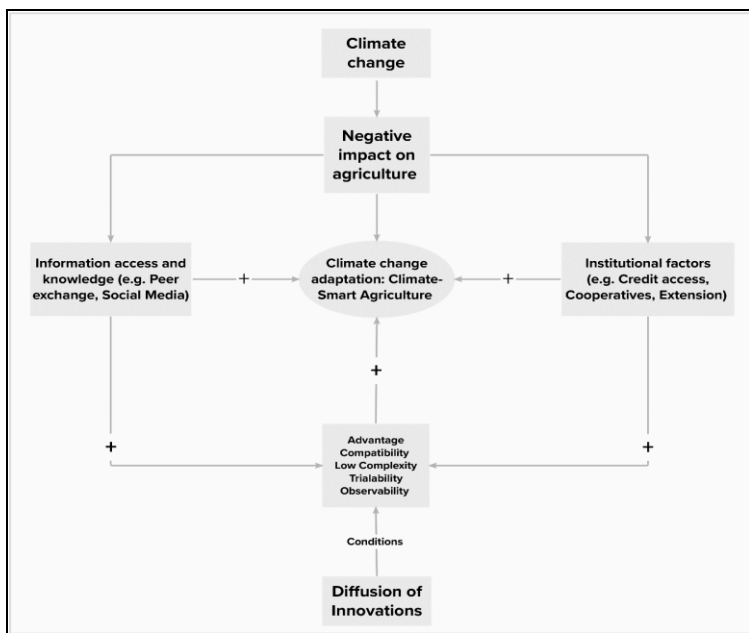 Climate
change
Negative
impact on
agriculture
Information access and
knowledge (e.g. Peer
exchange, Social Media)
+
Climate change
adaptation: Climate-
Smart Agriculture
+
Institutional factors
(e.g. Credit access,
Cooperatives, Extension)
+
+
Advantage
Compatibility
Low Complexity
Trialability
Observability
+
Conditions
Diffusion of
Innovations